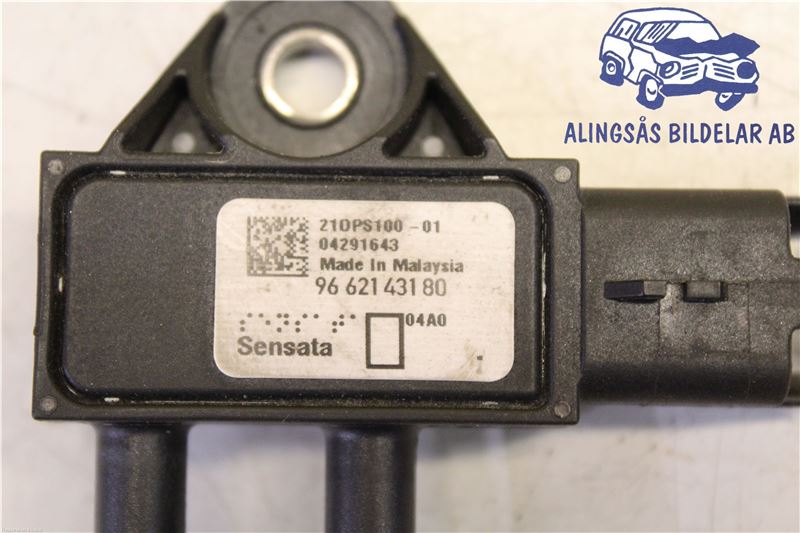 ALINGSÅS BILDELAR AB
21DPS100-01
04291643
Made In Malaysia
96 621 431 80
04A0
Sensata